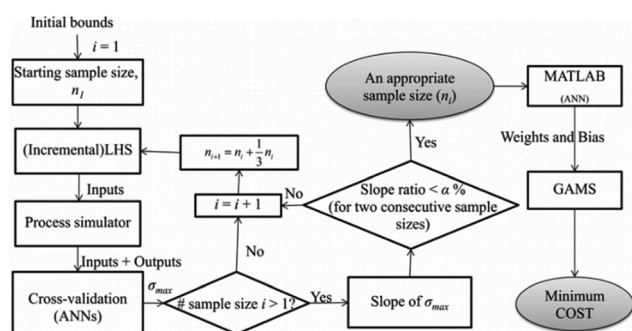 Initial bounds
i = 1
Starting sample size,
n₁
(Incremental)LHS
Inputs
Process simulator
Inputs + Outputs
Cross-validation
(ANNs)
σmax
# sample size i > 1?
No
i = i + 1
nᵢ₊₁ = nᵢ + 1/3 nᵢ
Yes
Slope of σmax
Slope ratio < α %
(for two consecutive sample
sizes)
No
Yes
An appropriate
sample size (nᵢ)
MATLAB
(ANN)
Weights and Bias
GAMS
Minimum
COST